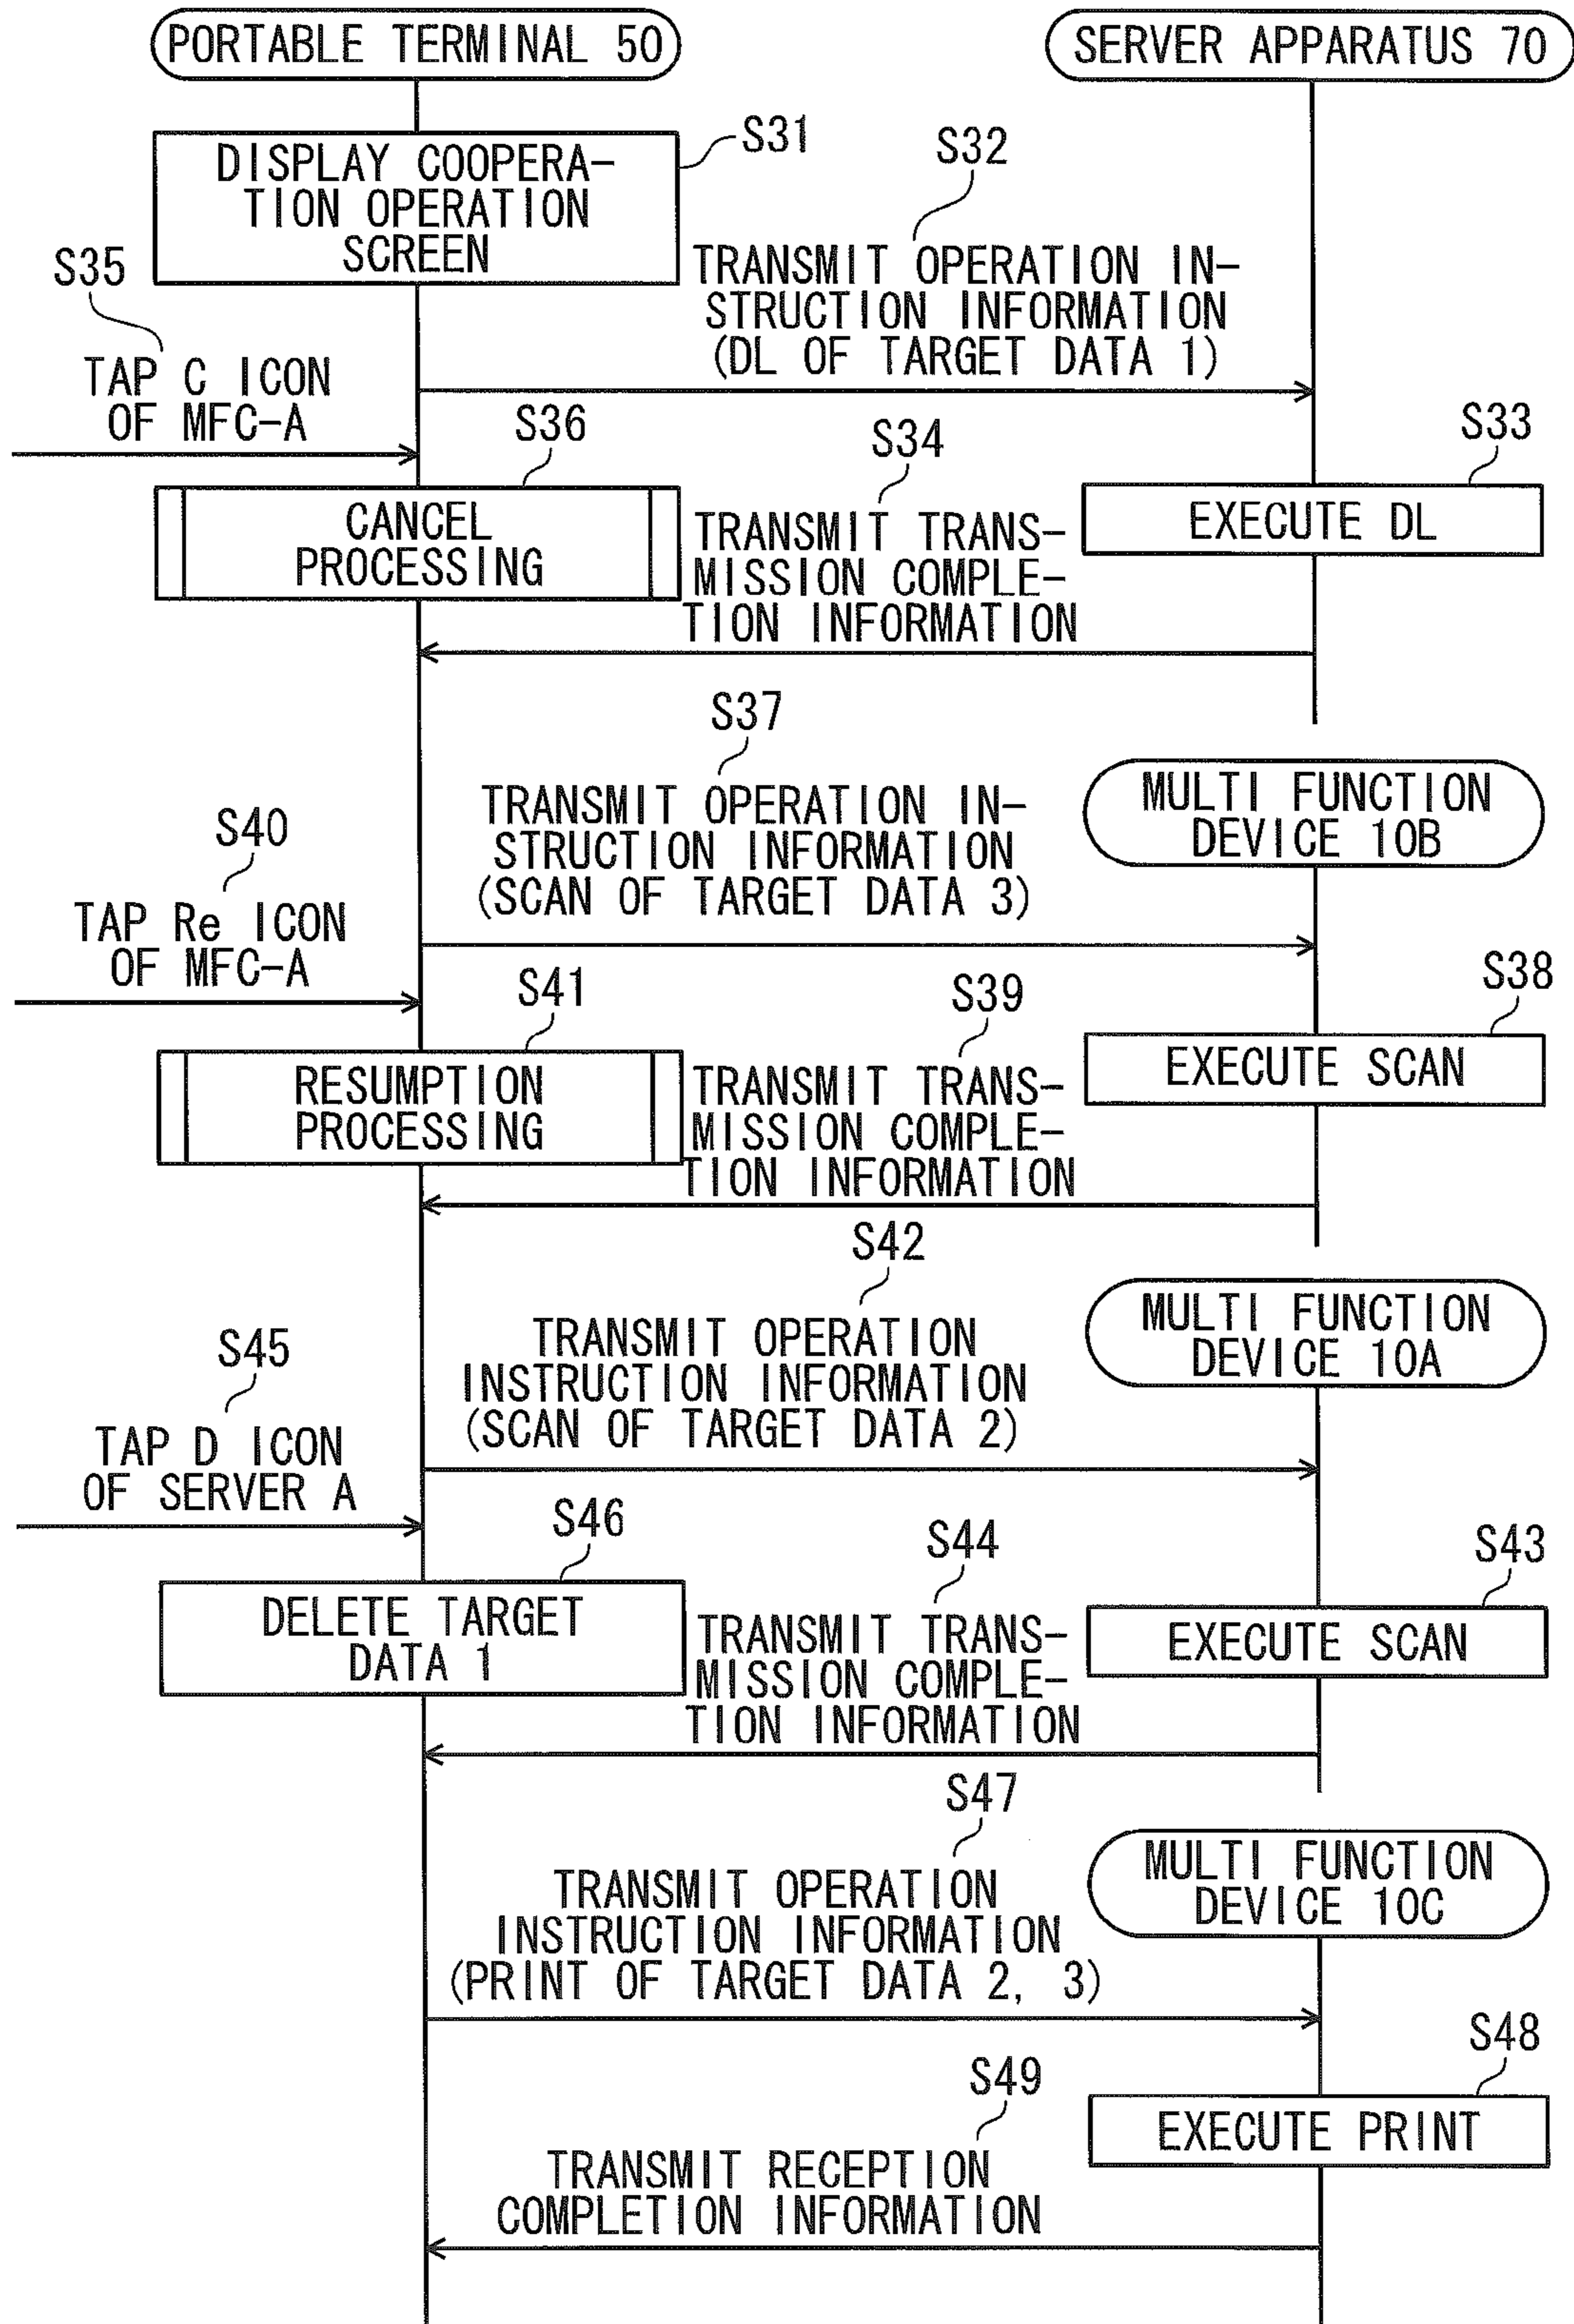 PORTABLE TERMINAL 50
SERVER APPARATUS 70
S31
DISPLAY COOPERA-
TION OPERATION
SCREEN
S32
TRANSMIT OPERATION IN-
STRUCTION INFORMATION
(DL OF TARGET DATA 1)
S35
TAP C ICON
OF MFC-A
S36
CANCEL
PROCESSING
S33
EXECUTE DL
S34
TRANSMIT TRANS-
MISSION COMPLE-
TION INFORMATION
S37
TRANSMIT OPERATION IN-
STRUCTION INFORMATION
(SCAN OF TARGET DATA 3)
MULTI FUNCTION
DEVICE 10B
S40
TAP Re ICON
OF MFC-A
S41
RESUMPTION
PROCESSING
S38
EXECUTE SCAN
S39
TRANSMIT TRANS-
MISSION COMPLE-
TION INFORMATION
S42
TRANSMIT OPERATION
INSTRUCTION INFORMATION
(SCAN OF TARGET DATA 2)
MULTI FUNCTION
DEVICE 10A
S45
TAP D ICON
OF SERVER A
S46
DELETE TARGET
DATA 1
S43
EXECUTE SCAN
S44
TRANSMIT TRANS-
MISSION COMPLE-
TION INFORMATION
S47
TRANSMIT OPERATION
INSTRUCTION INFORMATION
(PRINT OF TARGET DATA 2, 3)
MULTI FUNCTION
DEVICE 10C
S48
EXECUTE PRINT
S49
TRANSMIT RECEPTION
COMPLETION INFORMATION